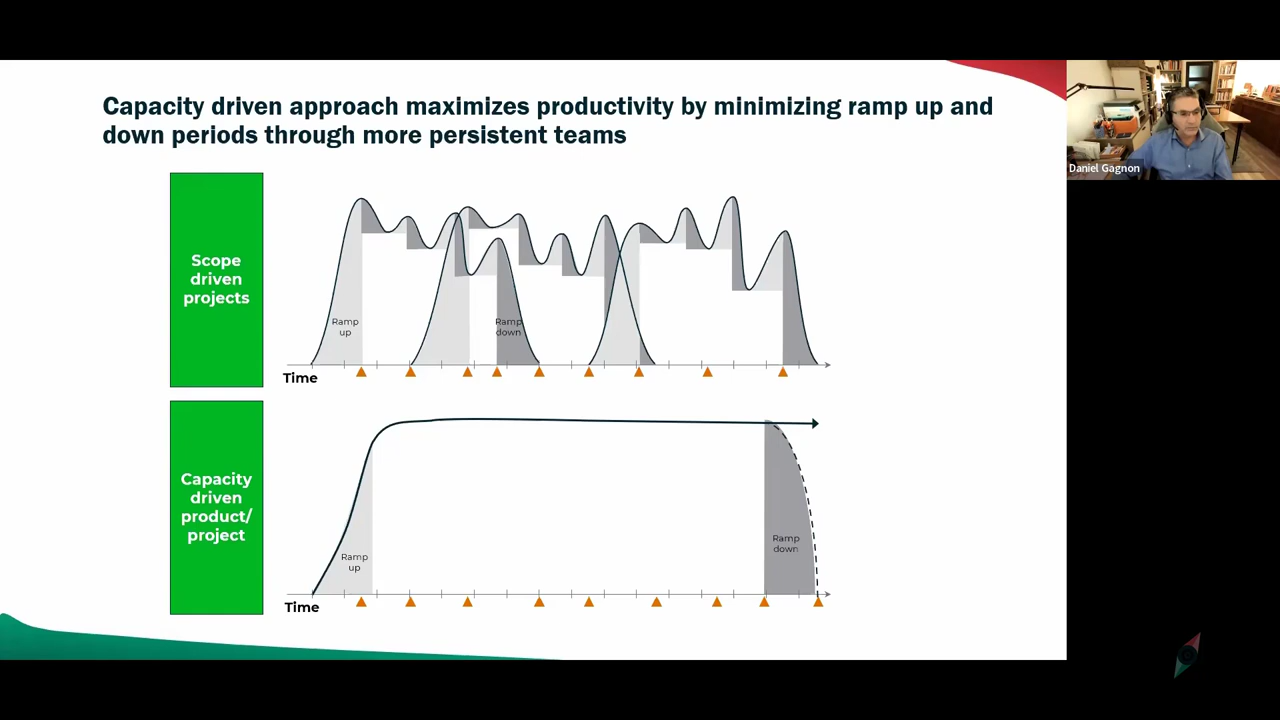 Capacity driven approach maximizes productivity by minimizing ramp up and
down periods through more persistent teams
Daniel Gagnon
Scope
driven
projects
Ramp
up
Ramp
down
Time
Capacity
driven
product/
project
Ramp
up
Ramp
down
Time